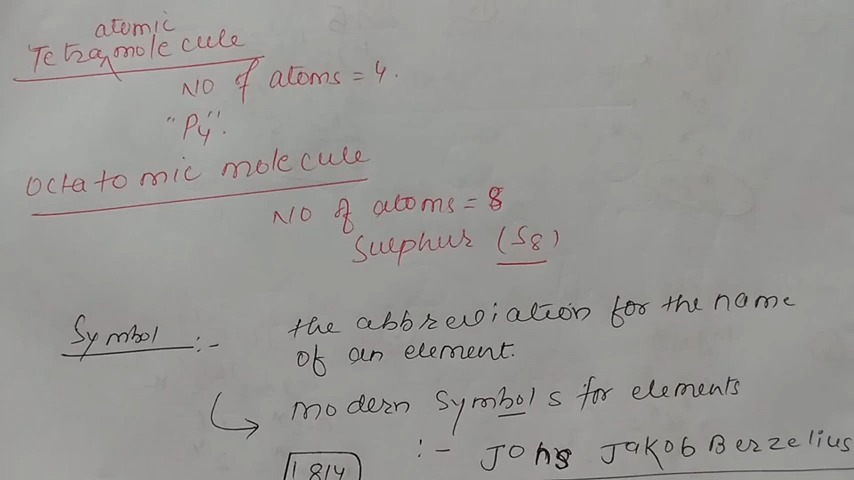 atomic
Tetra molecule
NO of atoms = 4.
"P4".
Octatomic molecule
NO of atoms = 8
Sulphur (S8)
Symbol :- the abbreviation for the name
of an element.
modern symbols for elements
:- Johs Jakob Berzelius
1814